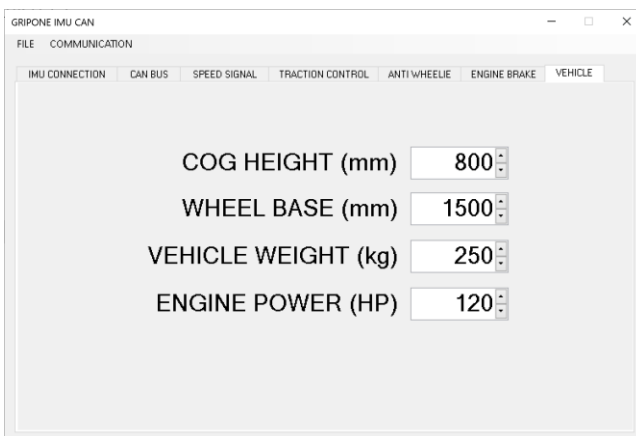 GRIPONE IMU CAN
FILE COMMUNICATION
IMU CONNECTION CAN BUS SPEED SIGNAL TRACTION CONTROL ANTI WHEELIE ENGINE BRAKE VEHICLE
COG HEIGHT (mm) 800
WHEEL BASE (mm) 1500
VEHICLE WEIGHT (kg) 250
ENGINE POWER (HP) 120